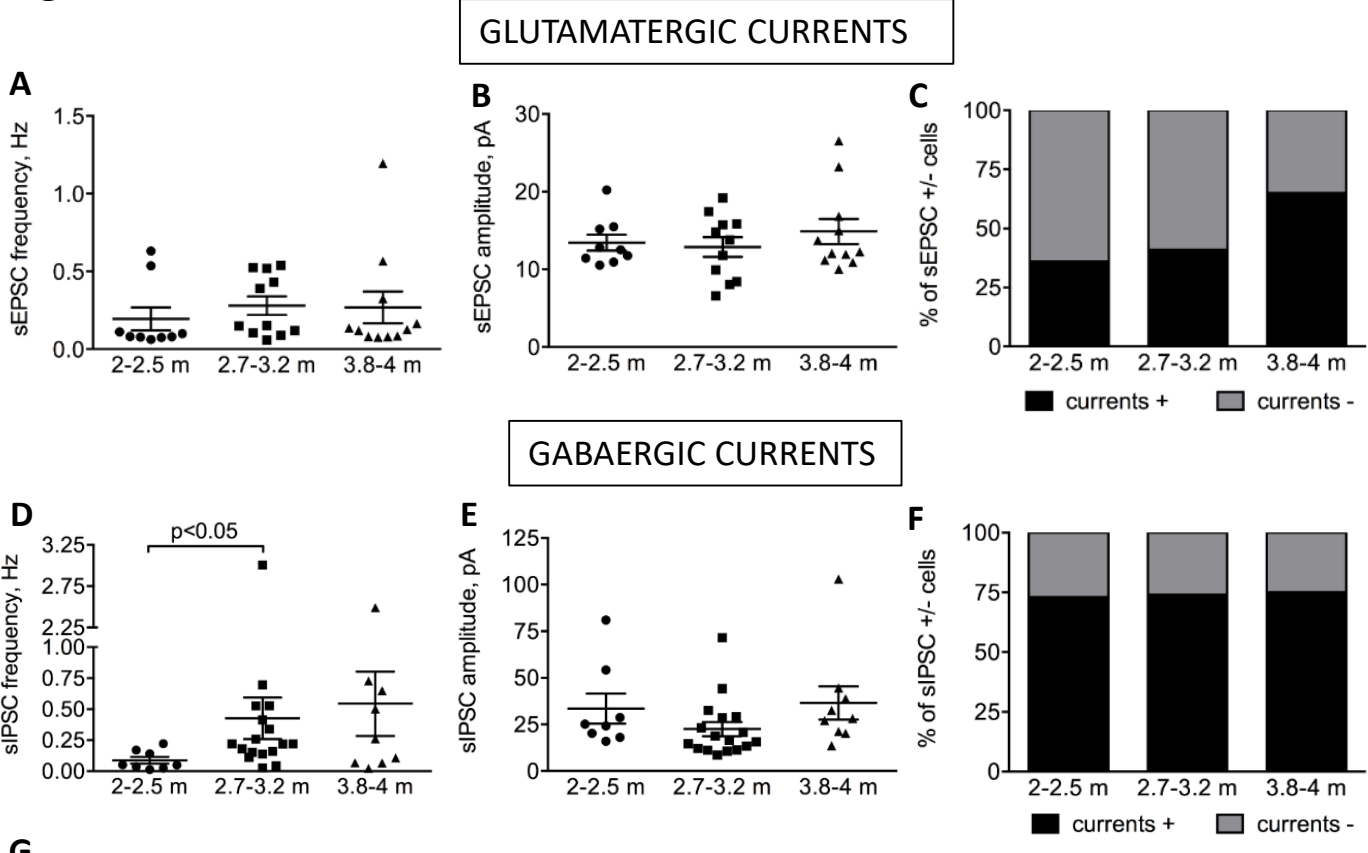 GLUTAMATERGIC CURRENTS
A
sEPSC frequency, Hz
1.5
1.0
0.5
0.0
2-2.5 m 2.7-3.2 m 3.8-4 m
B
sEPSC amplitude, pA
30
20
10
0
2-2.5 m 2.7-3.2 m 3.8-4 m
C
% of sEPSC +/- cells
100
75
50
25
0
2-2.5 m 2.7-3.2 m 3.8-4 m
currents + currents -
GABAERGIC CURRENTS
D
sIPSC frequency, Hz
p<0.05
3.25
2.75
2.25
1.00
0.75
0.50
0.25
0.00
2-2.5 m 2.7-3.2 m 3.8-4 m
E
sIPSC amplitude, pA
125
100
75
50
25
0
2-2.5 m 2.7-3.2 m 3.8-4 m
F
% of sIPSC +/- cells
100
75
50
25
0
2-2.5 m 2.7-3.2 m 3.8-4 m
currents + currents -
G